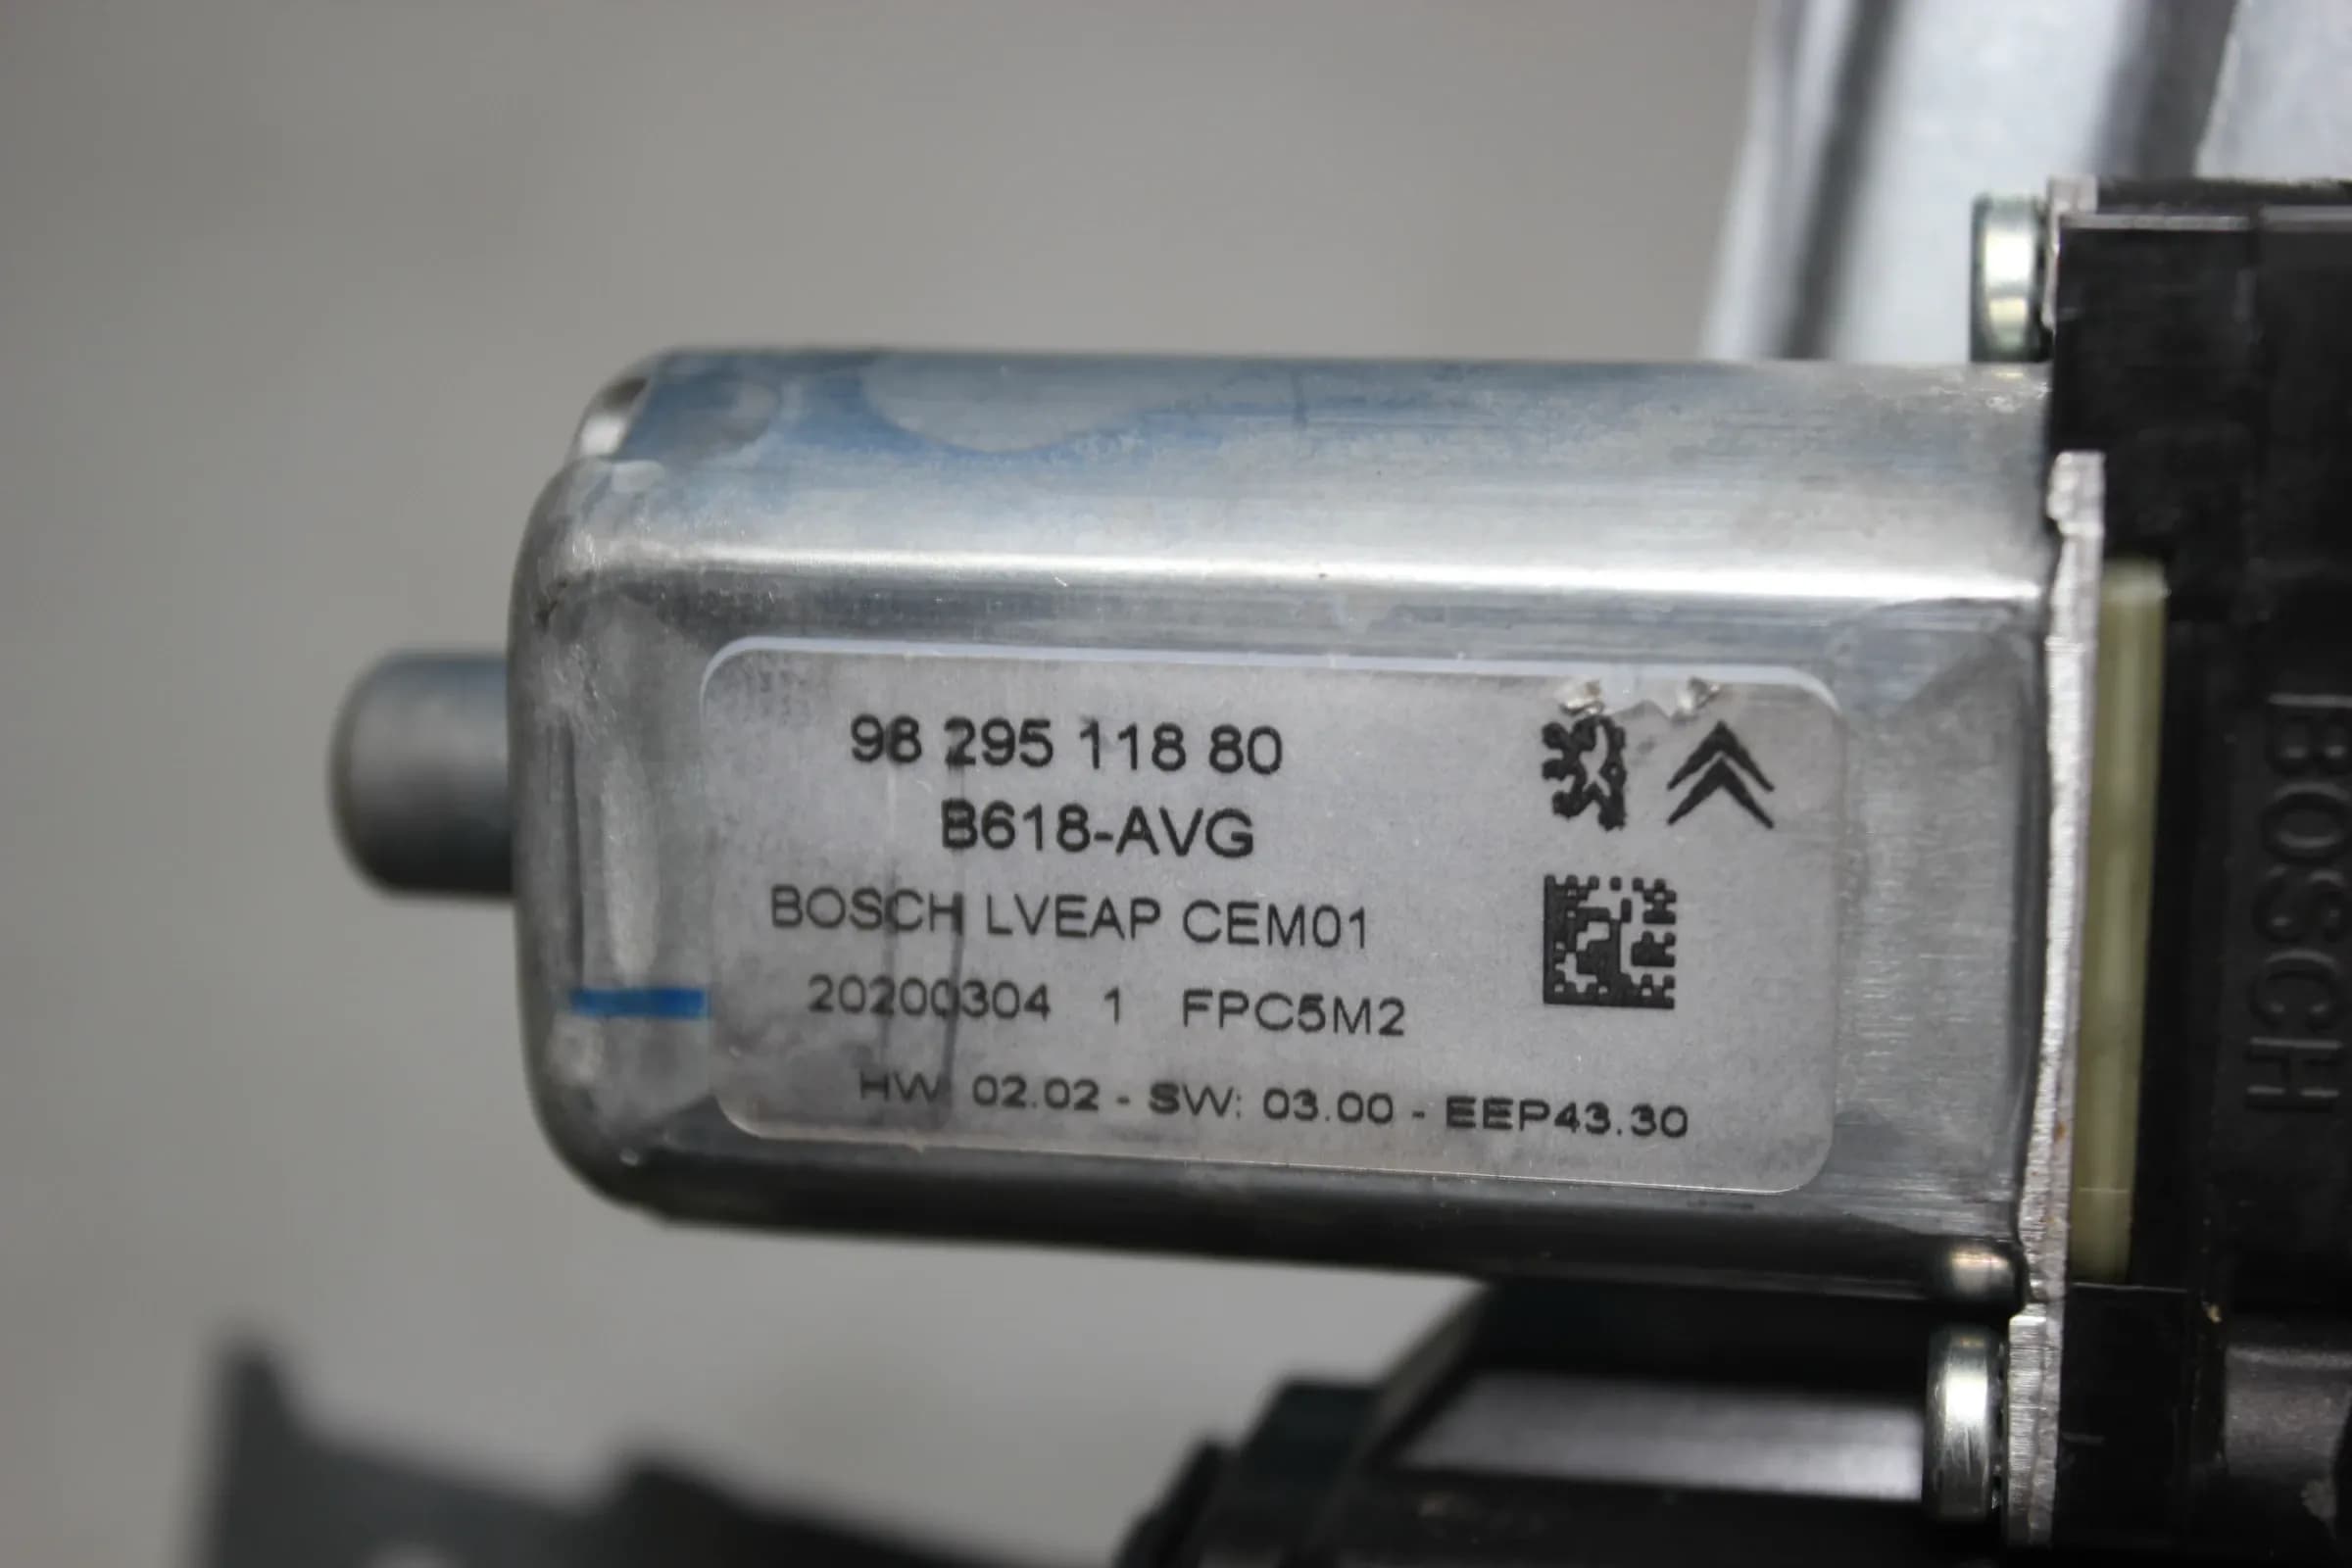 98 295 118 80
B618-AVG
BOSCH LVEAP CEM01
20200304 1 FPC5M2
HW 02.02 - SW: 03.00 - EEP43.30
BOSCH